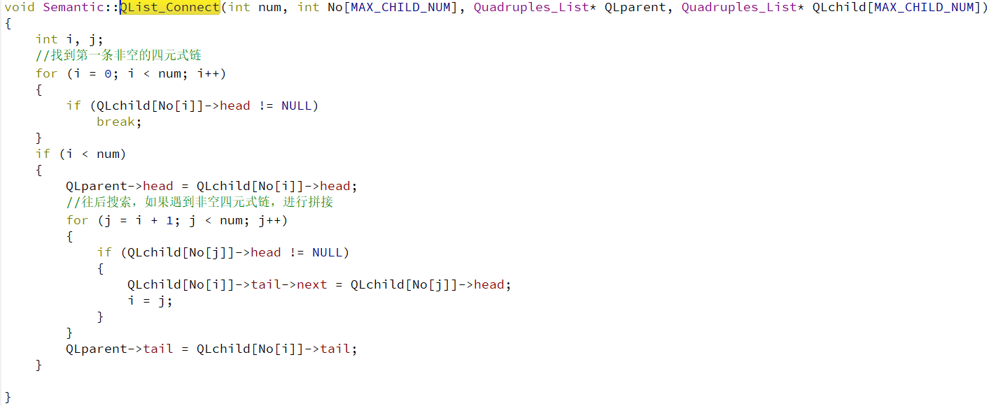 void Semantic::QList_Connect(int num, int No[MAX_CHILD_NUM], Quadruples_List* QLparent, Quadruples_List* QLchild[MAX_CHILD_NUM])
{
    int i, j;
    //找到第一条非空的四元式链
    for (i = 0; i < num; i++)
    {
        if (QLchild[No[i]]->head != NULL)
            break;
    }
    if (i < num)
    {
        QLparent->head = QLchild[No[i]]->head;
        //往后搜索，如果遇到非空四元式链，进行拼接
        for (j = i + 1; j < num; j++)
        {
            if (QLchild[No[j]]->head != NULL)
            {
                QLchild[No[i]]->tail->next = QLchild[No[j]]->head;
                i = j;
            }
        }
        QLparent->tail = QLchild[No[i]]->tail;
    }

}